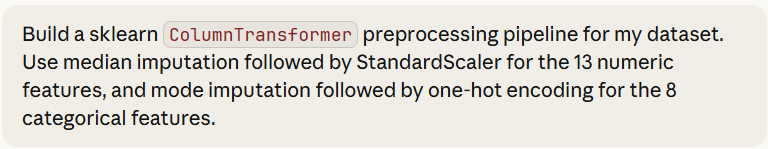 Build a sklearn ColumnTransformer preprocessing pipeline for my dataset.
Use median imputation followed by StandardScaler for the 13 numeric
features, and mode imputation followed by one-hot encoding for the 8
categorical features.